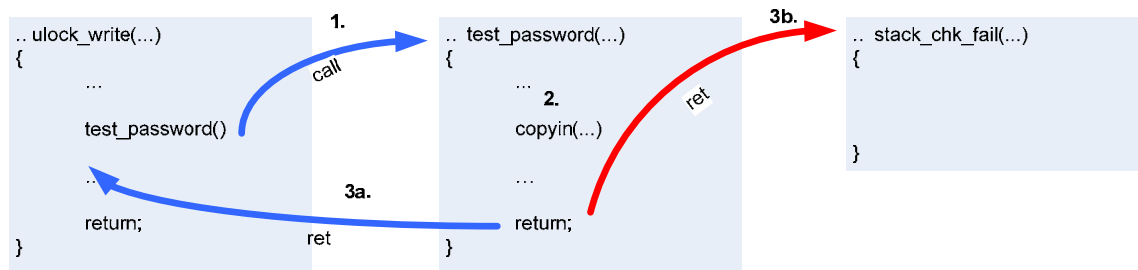 1.
3b.
.. ulock_write(...)
{
...
test_password()
...
return;
}
call
.. test_password(...)
{
...
2.
copyin(...)
...
return;
}
3a.
ret
ret
.. stack_chk_fail(...)
{
}